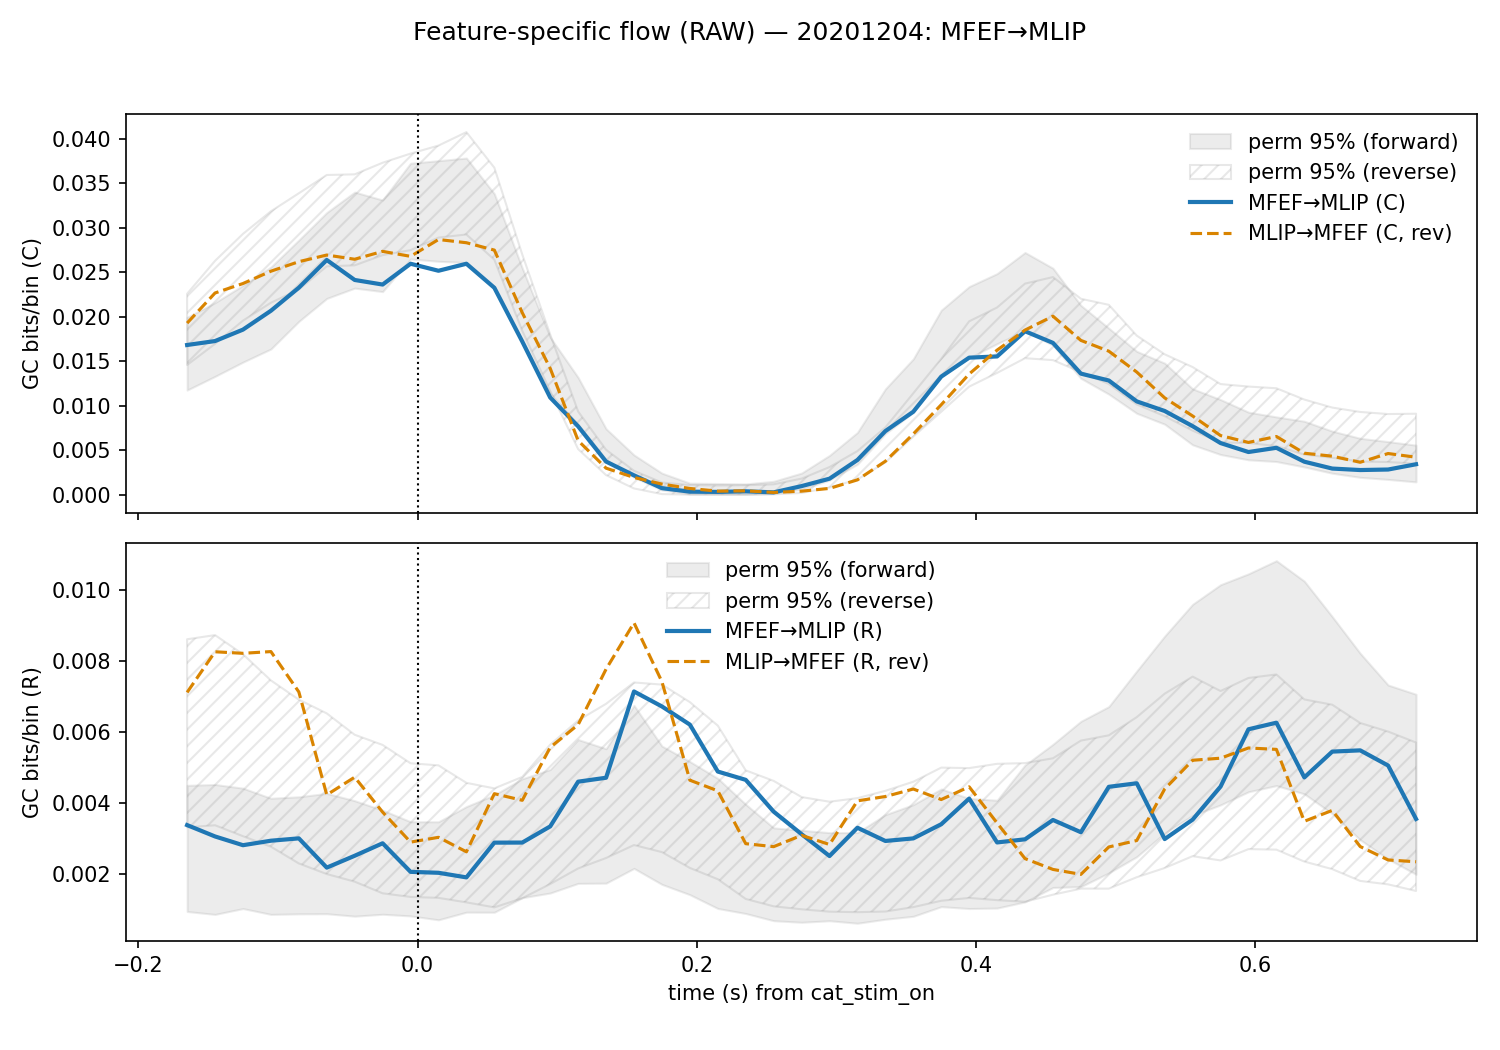 Feature-specific flow (RAW) — 20201204: MFEF→MLIP
GC bits/bin (C)
0.040
0.035
0.030
0.025
0.020
0.015
0.010
0.005
0.000
perm 95% (forward)
perm 95% (reverse)
MFEF→MLIP (C)
MLIP→MFEF (C, rev)
GC bits/bin (R)
0.010
0.008
0.006
0.004
0.002
perm 95% (forward)
perm 95% (reverse)
MFEF→MLIP (R)
MLIP→MFEF (R, rev)
−0.2 0.0 0.2 0.4 0.6
time (s) from cat_stim_on